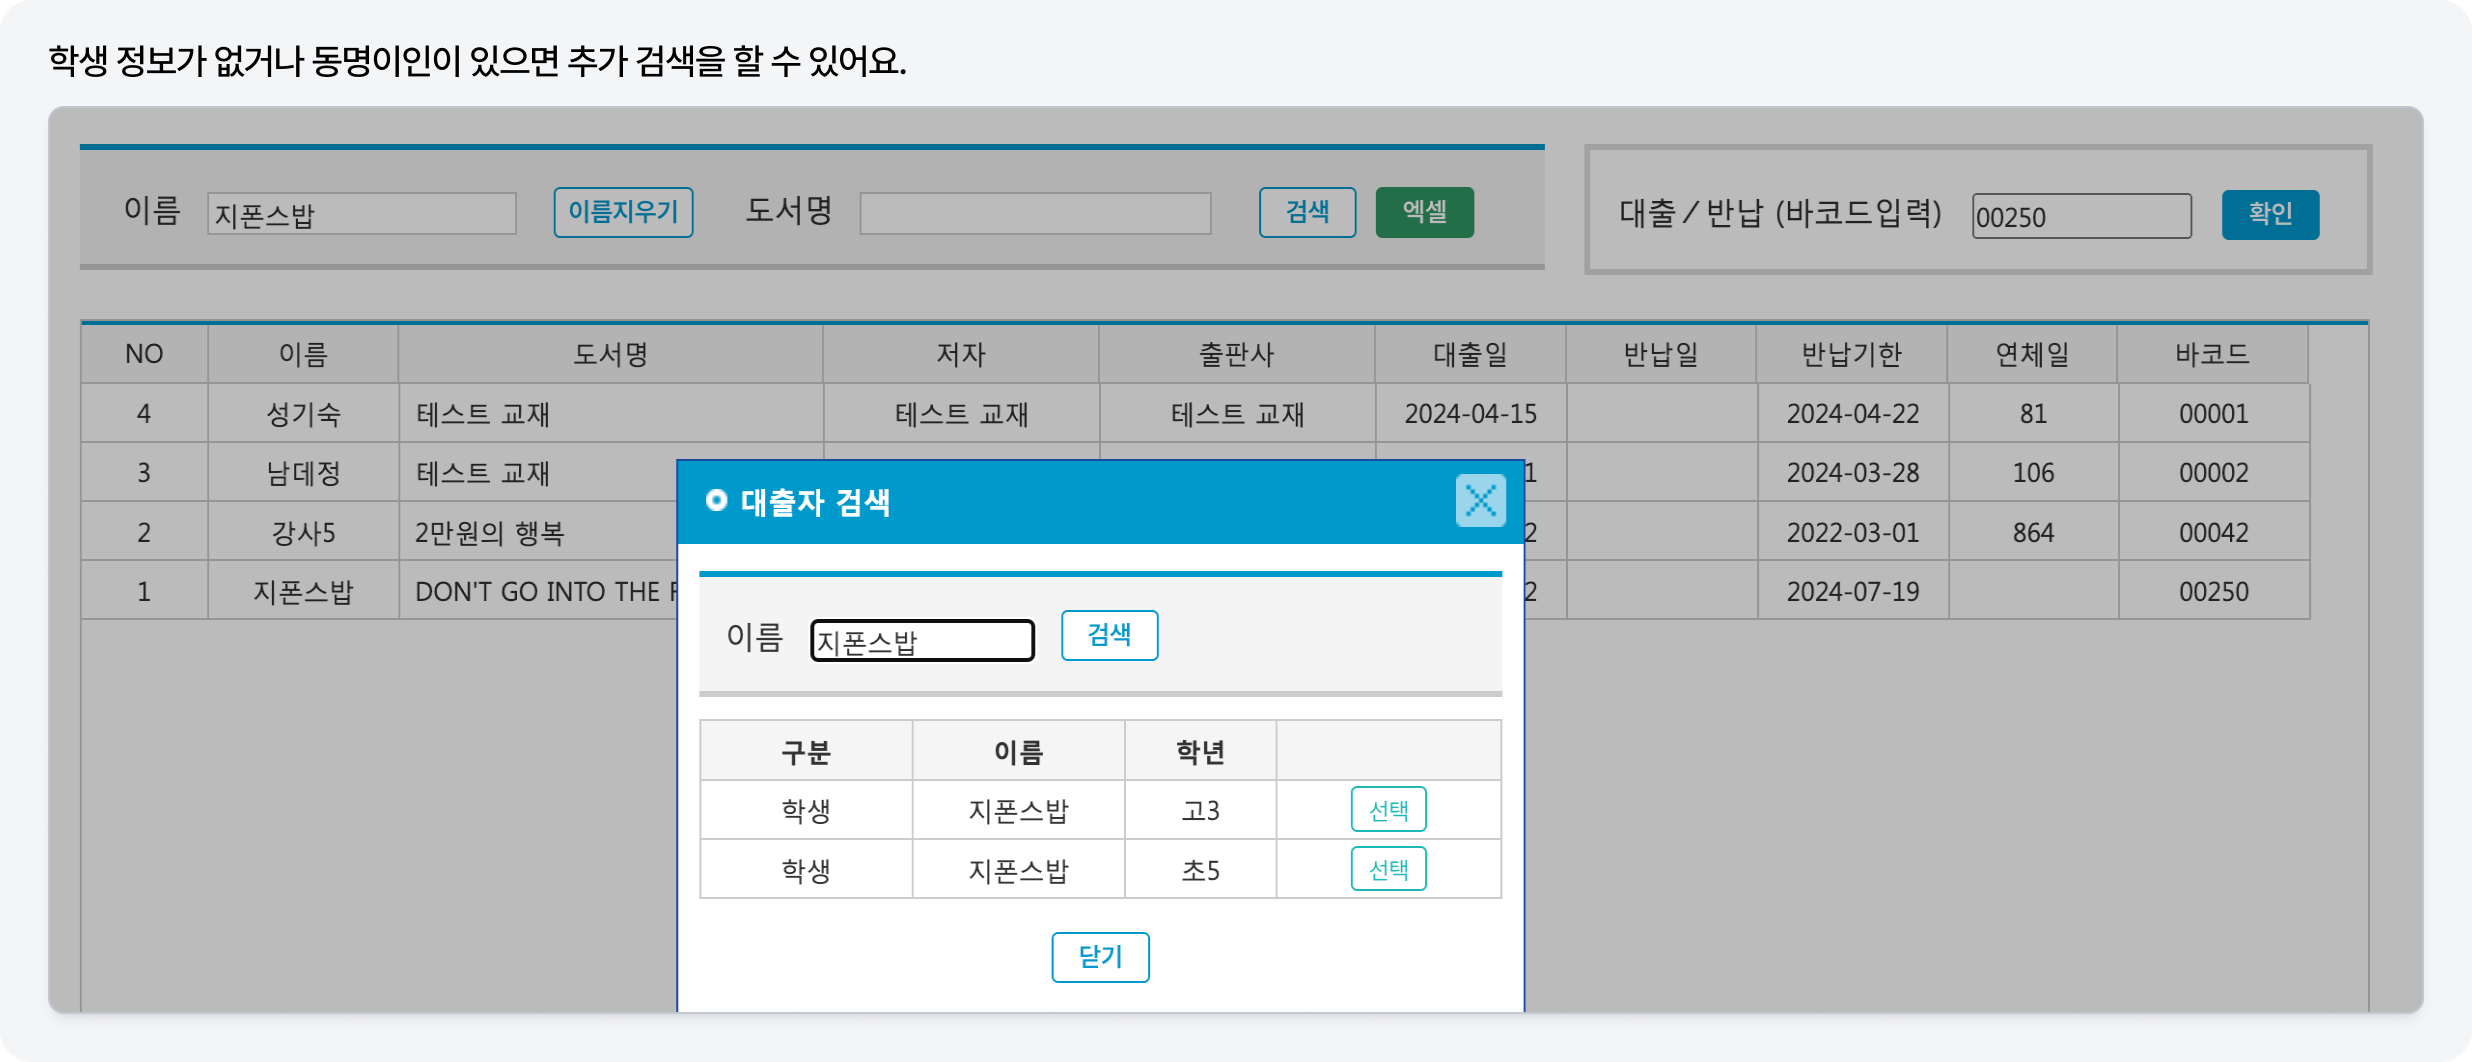 학생 정보가 없거나 동명이인이 있으면 추가 검색을 할 수 있어요.
이름 지폰스밥 이름지우기 도서명 검색 엑셀 대출 / 반납 (바코드입력) 00250 확인
NO 이름 도서명 저자 출판사 대출일 반납일 반납기한 연체일 바코드
4 성기숙 테스트 교재 테스트 교재 테스트 교재 2024-04-15 2024-04-22 81 00001
3 남데정 테스트 교재 1 2024-03-28 106 00002
2 강사5 2만원의 행복 2 2022-03-01 864 00042
1 지폰스밥 DON'T GO INTO THE 2 2024-07-19 00250
대출자 검색
이름 지폰스밥 검색
구분 이름 학년
학생 지폰스밥 고3 선택
학생 지폰스밥 초5 선택
닫기